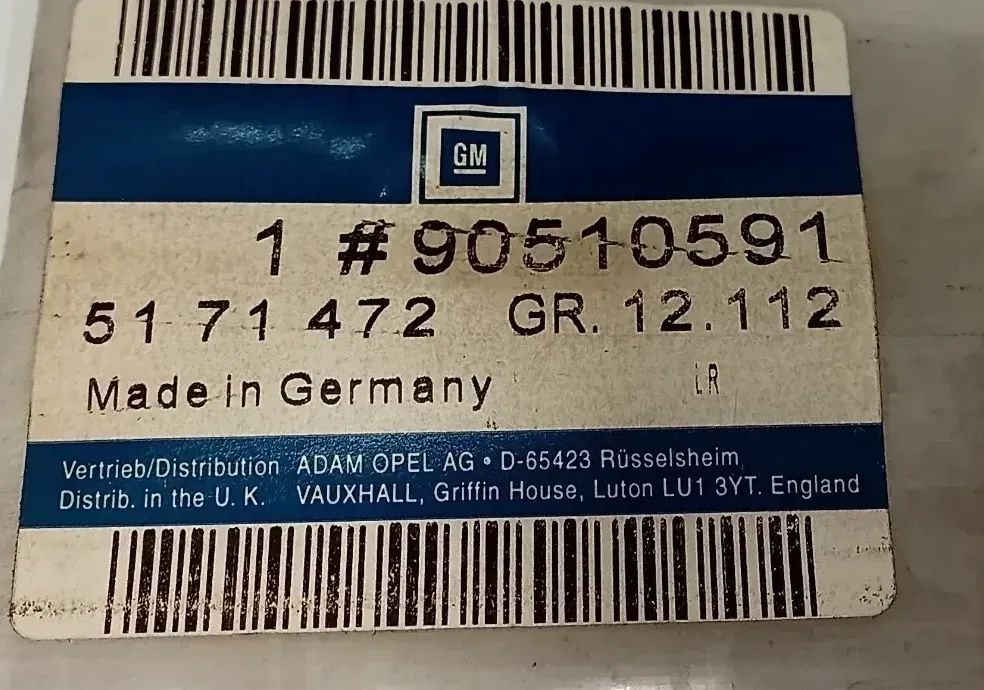 GM
1 # 90510591
51 71 472 GR. 12.112
Made in Germany LR
Vertrieb/Distribution ADAM OPEL AG • D-65423 Rüsselsheim
Distrib. in the U. K. VAUXHALL, Griffin House, Luton LU1 3YT. England